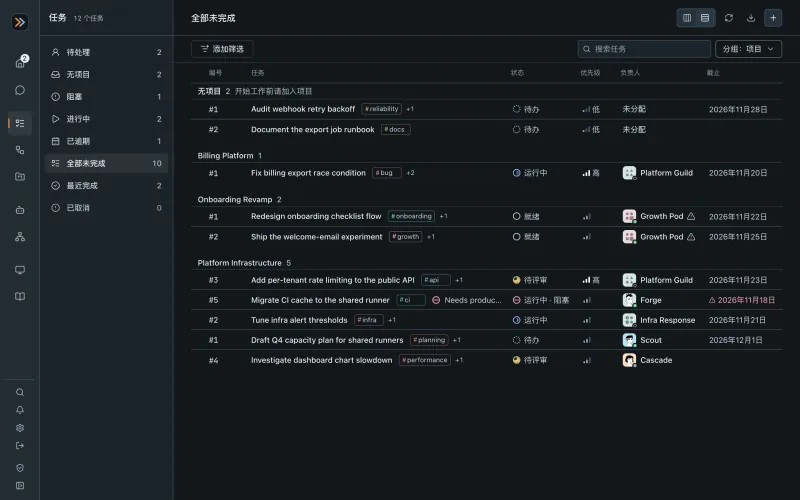 任务 12 个任务
2
待处理 2
无项目 2
阻塞 1
进行中 2
已逾期 1
全部未完成 10
最近完成 2
已取消 0
全部未完成
添加筛选
搜索任务
分组：项目
编号 任务 状态 优先级 负责人 截止
无项目 2 开始工作前请加入项目
#1 Audit webhook retry backoff #reliability +1 待办 低 未分配 2026年11月28日
#2 Document the export job runbook #docs 待办 低 未分配 2026年11月30日
Billing Platform 1
#1 Fix billing export race condition #bug +2 运行中 高 Platform Guild 2026年11月20日
Onboarding Revamp 2
#1 Redesign onboarding checklist flow #onboarding +1 就绪 Growth Pod 2026年11月22日
#2 Ship the welcome-email experiment #growth +1 就绪 Growth Pod 2026年11月25日
Platform Infrastructure 5
#3 Add per-tenant rate limiting to the public API #api +1 待评审 高 Platform Guild 2026年11月23日
#5 Migrate CI cache to the shared runner #ci Needs produc... 运行中 · 阻塞 Forge 2026年11月18日
#2 Tune infra alert thresholds #infra +1 运行中 Infra Response 2026年11月21日
#1 Draft Q4 capacity plan for shared runners #planning +1 待办 Scout 2026年12月1日
#4 Investigate dashboard chart slowdown #performance +1 待评审 Cascade